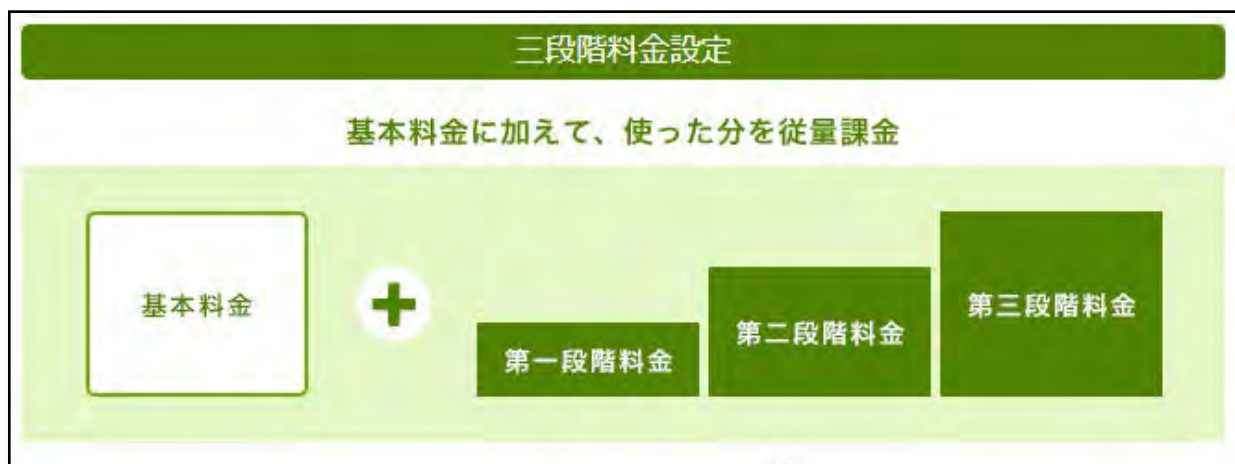 三段階料金設定
基本料金に加えて、使った分を従量課金
基本料金
第一段階料金
第二段階料金
第三段階料金